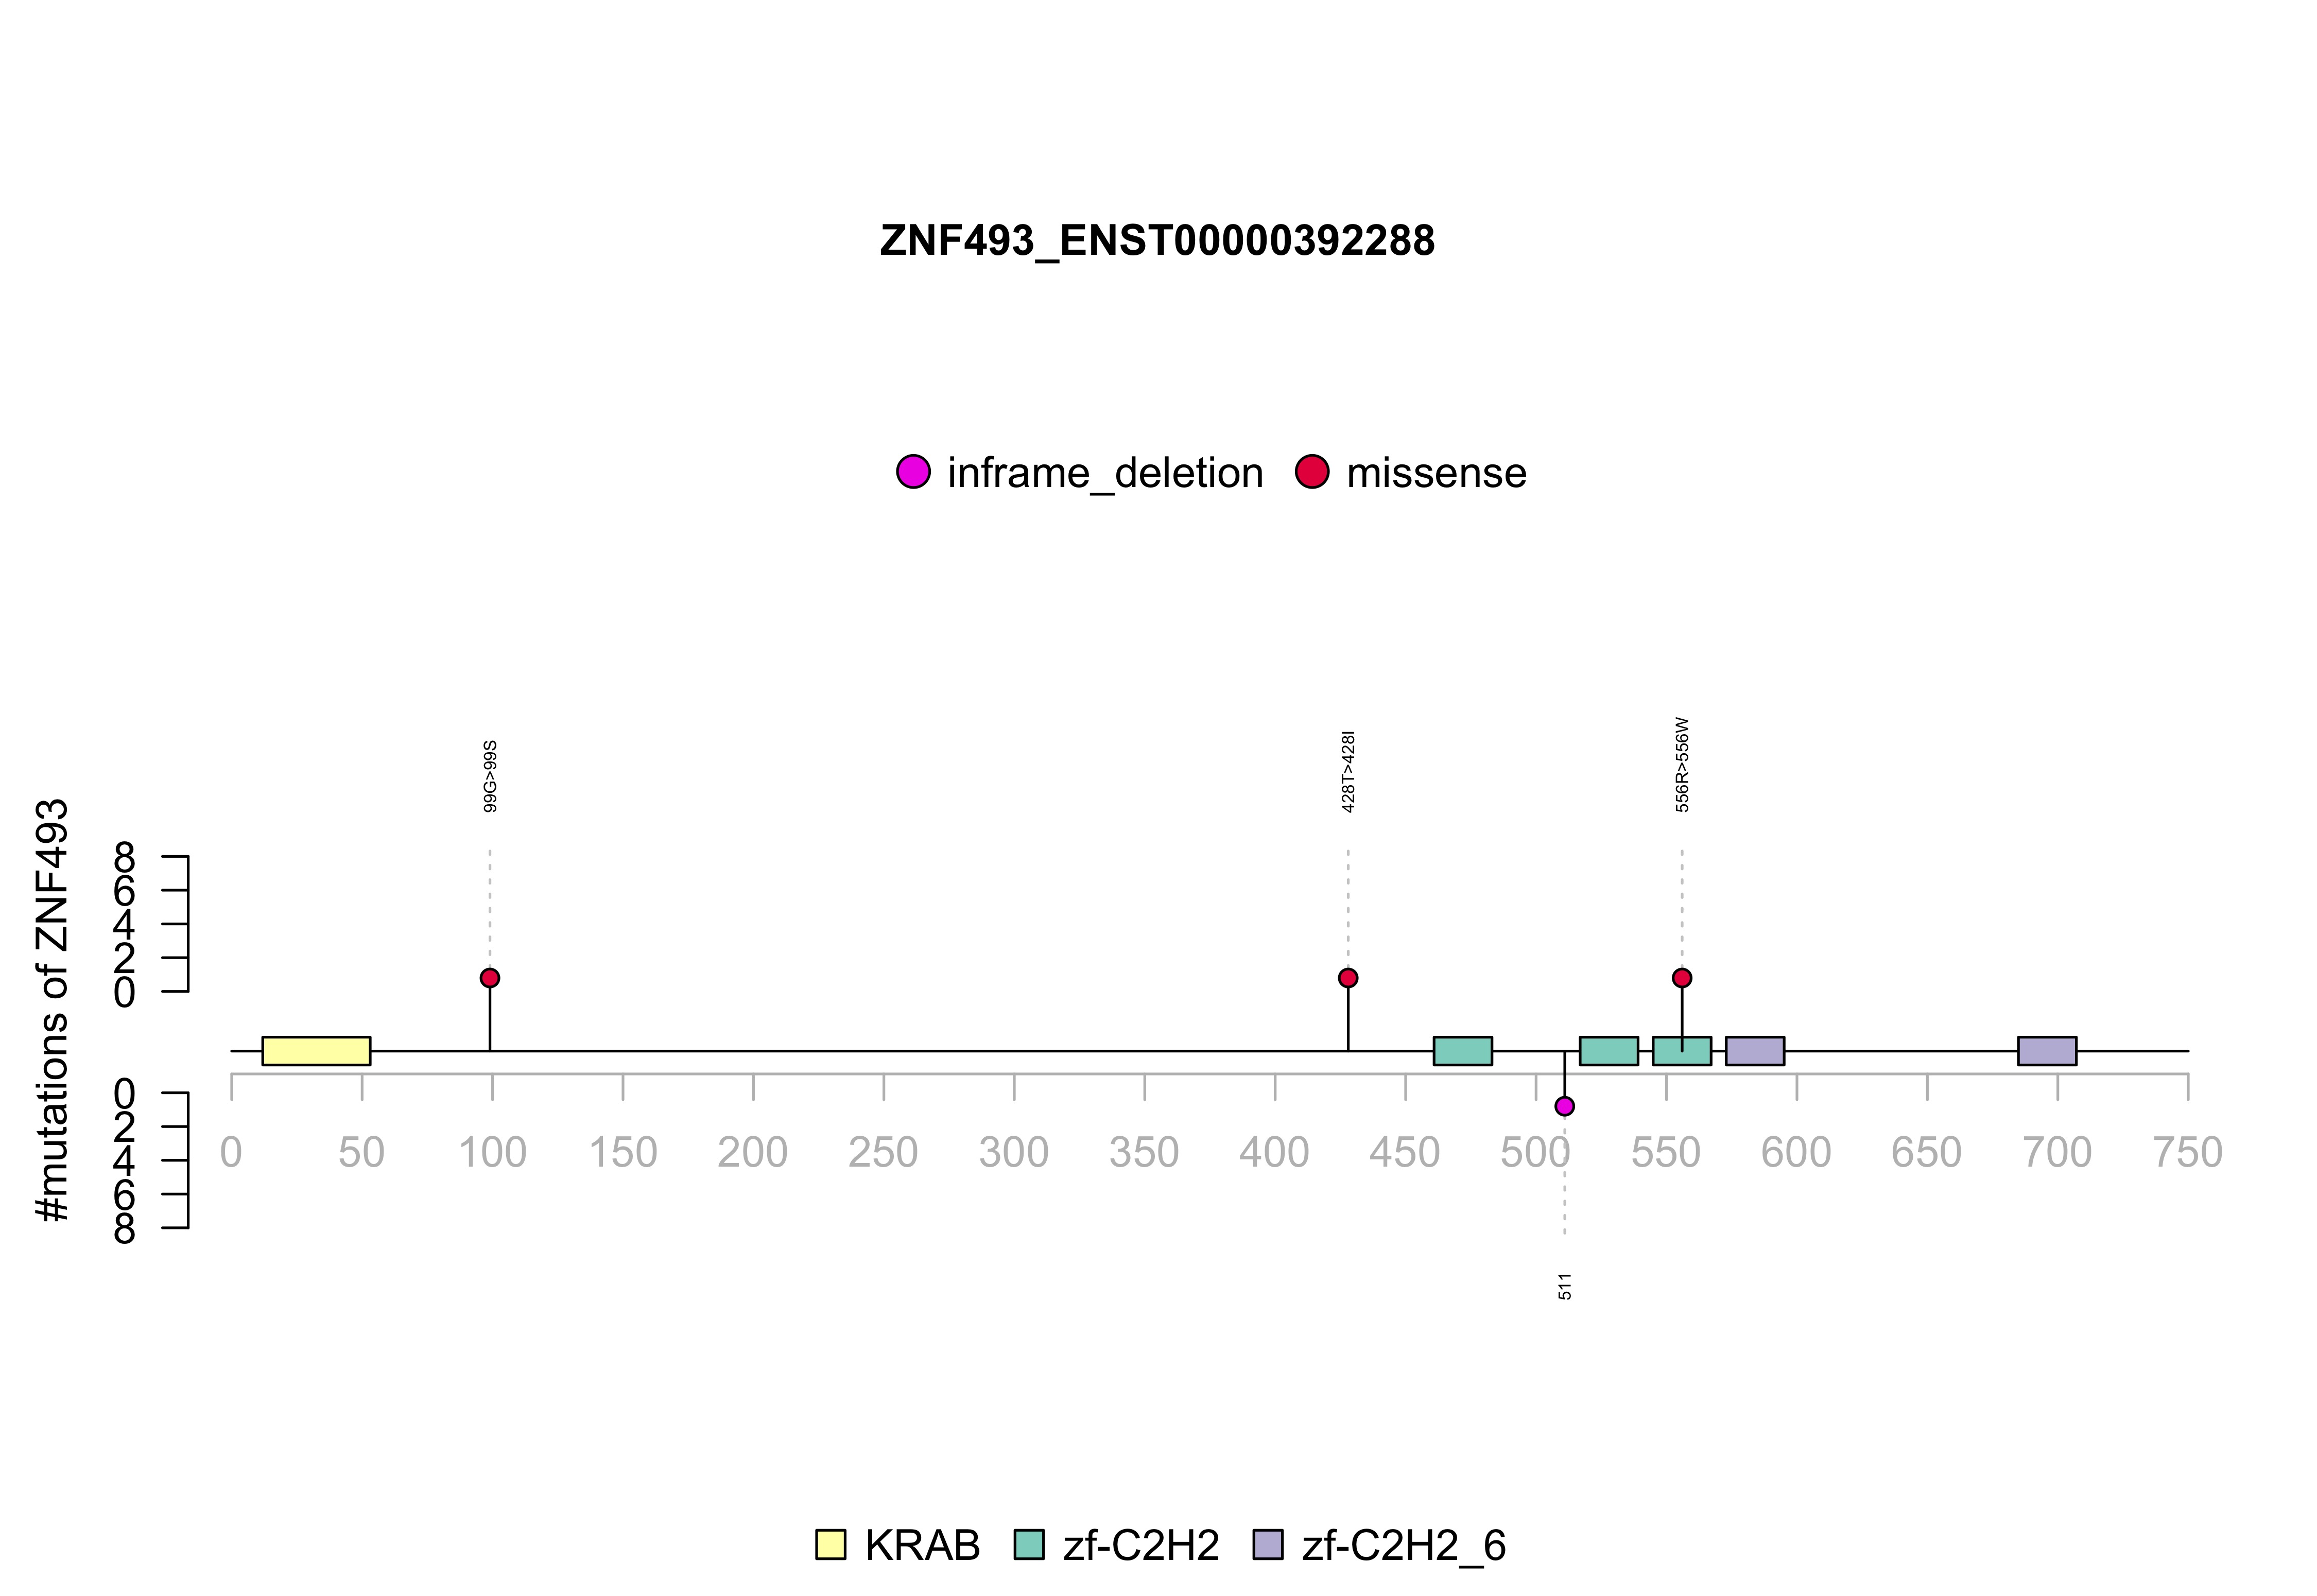 ZNF493_ENST00000392288
inframe_deletion missense
99G>99S 428T>428I 556R>556W
#mutations of ZNF493
8
6
4
2
0
0
2
4
6
8
0 50 100 150 200 250 300 350 400 450 500 550 600 650 700 750
511
KRAB zf-C2H2 zf-C2H2_6